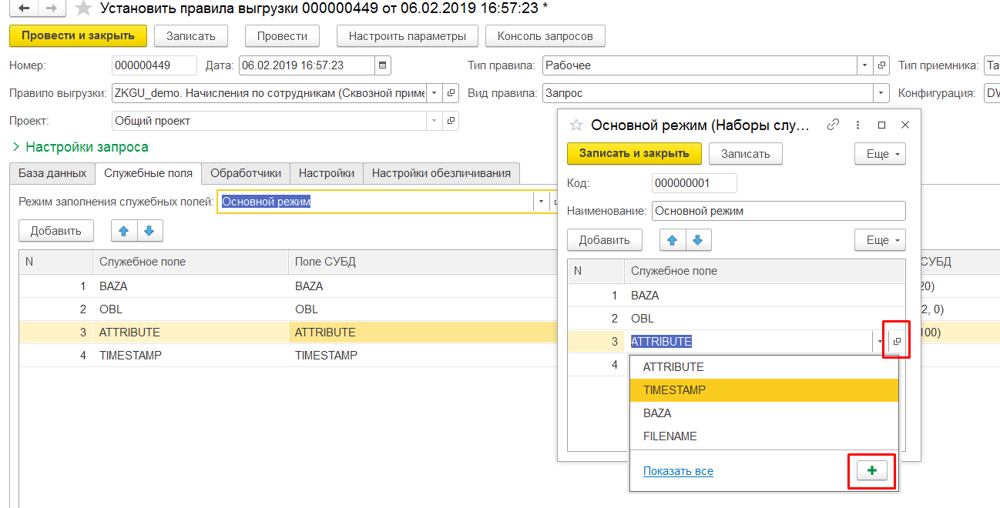 Установить правила выгрузки 000000449 от 06.02.2019 16:57:23 *
Провести и закрыть Записать Провести Настроить параметры Консоль запросов
Номер: 000000449 Дата: 06.02.2019 16:57:23 Тип правила: Рабочее Тип приемника: Та
Правило выгрузки: ZKGU_demo. Начисления по сотрудникам (Сквозной приме Вид правила: Запрос Конфигурация: DW
Проект: Общий проект
Настройки запроса
База данных Служебные поля Обработчики Настройки Настройки обезличивания
Режим заполнения служебных полей: Основной режим
Добавить
N Служебное поле Поле СУБД СУБД
1 BAZA BAZA 20)
2 OBL OBL 2, 0)
3 ATTRIBUTE ATTRIBUTE 100)
4 TIMESTAMP TIMESTAMP
Основной режим (Наборы слу...
Записать и закрыть Записать Еще
Код: 000000001
Наименование: Основной режим
Добавить Еще
N Служебное поле
1 BAZA
2 OBL
3 ATTRIBUTE
4
ATTRIBUTE
TIMESTAMP
BAZA
FILENAME
Показать все